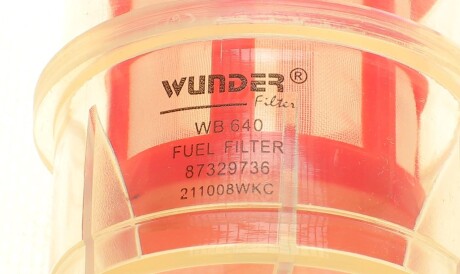 WUNDER®
Filter
WB 640
FUEL FILTER
87329736
211008WKC